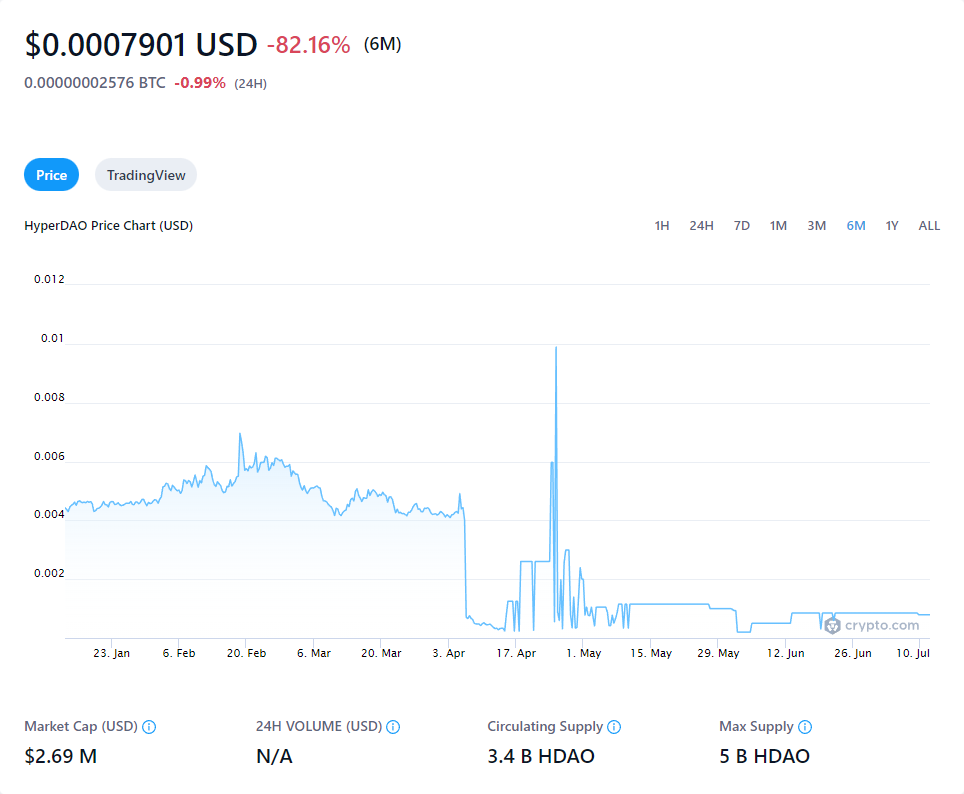 $0.0007901 USD -82.16% (6M)
0.00000002576 BTC -0.99% (24H)
Price TradingView
HyperDAO Price Chart (USD) 1H 24H 7D 1M 3M 6M 1Y ALL
0.012
0.01
0.008
0.006
0.004
0.002
crypto.com
23. Jan 6. Feb 20. Feb 6. Mar 20. Mar 3. Apr 17. Apr 1. May 15. May 29. May 12. Jun 26. Jun 10. Jul
Market Cap (USD) 24H VOLUME (USD) Circulating Supply Max Supply
$2.69 M N/A 3.4 B HDAO 5 B HDAO